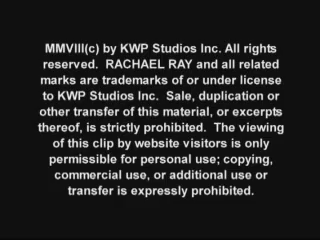 MMVIII(c) by KWP Studios Inc. All rights
reserved.  RACHAEL RAY and all related
marks are trademarks of or under license
to KWP Studios Inc.  Sale, duplication or
other transfer of this material, or excerpts
thereof, is strictly prohibited.  The viewing
of this clip by website visitors is only
permissible for personal use; copying,
commercial use, or additional use or
transfer is expressly prohibited.